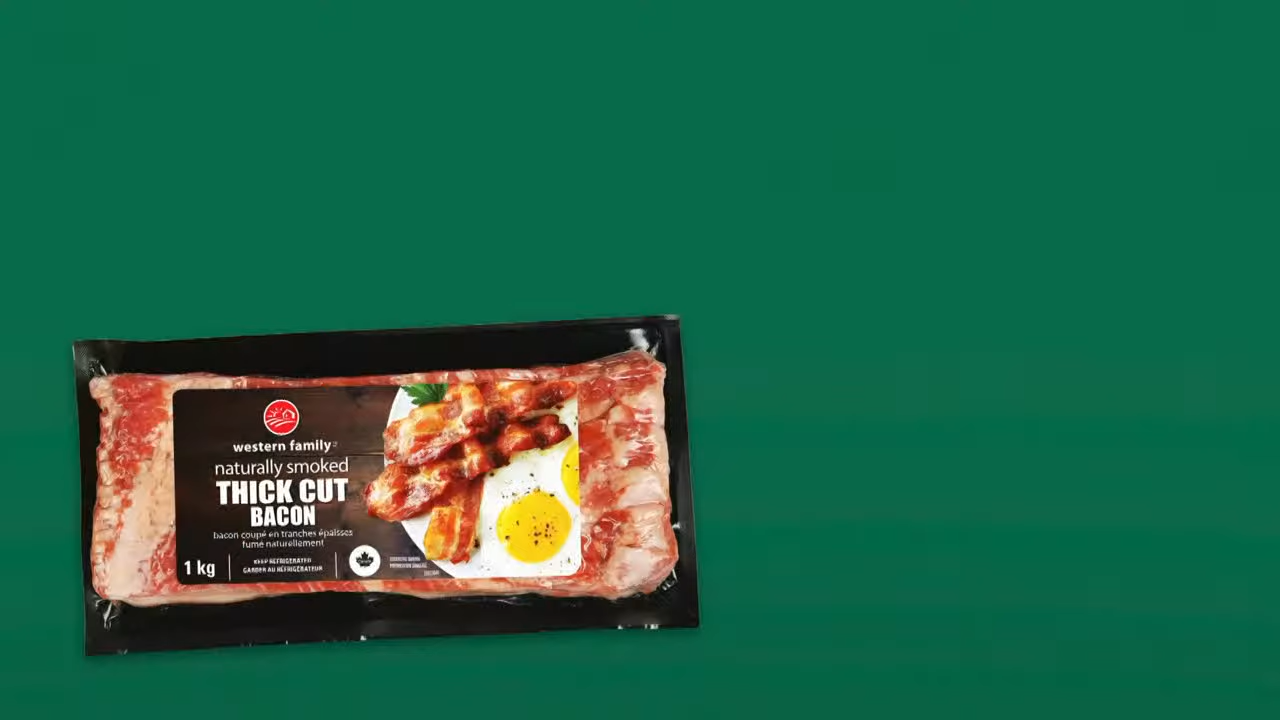 western family
naturally smoked
THICK CUT
BACON
bacon coupé en tranches épaisses
fumé naturellement
1 kg
KEEP REFRIGERATED
GARDER AU RÉFRIGÉRATEUR